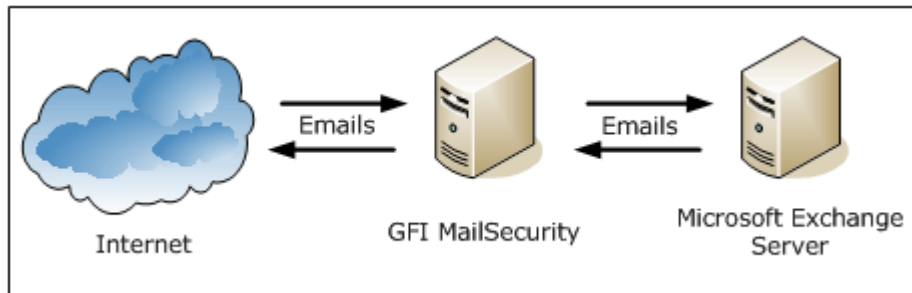 Emails
Emails
Internet
GFI MailSecurity
Microsoft Exchange
Server